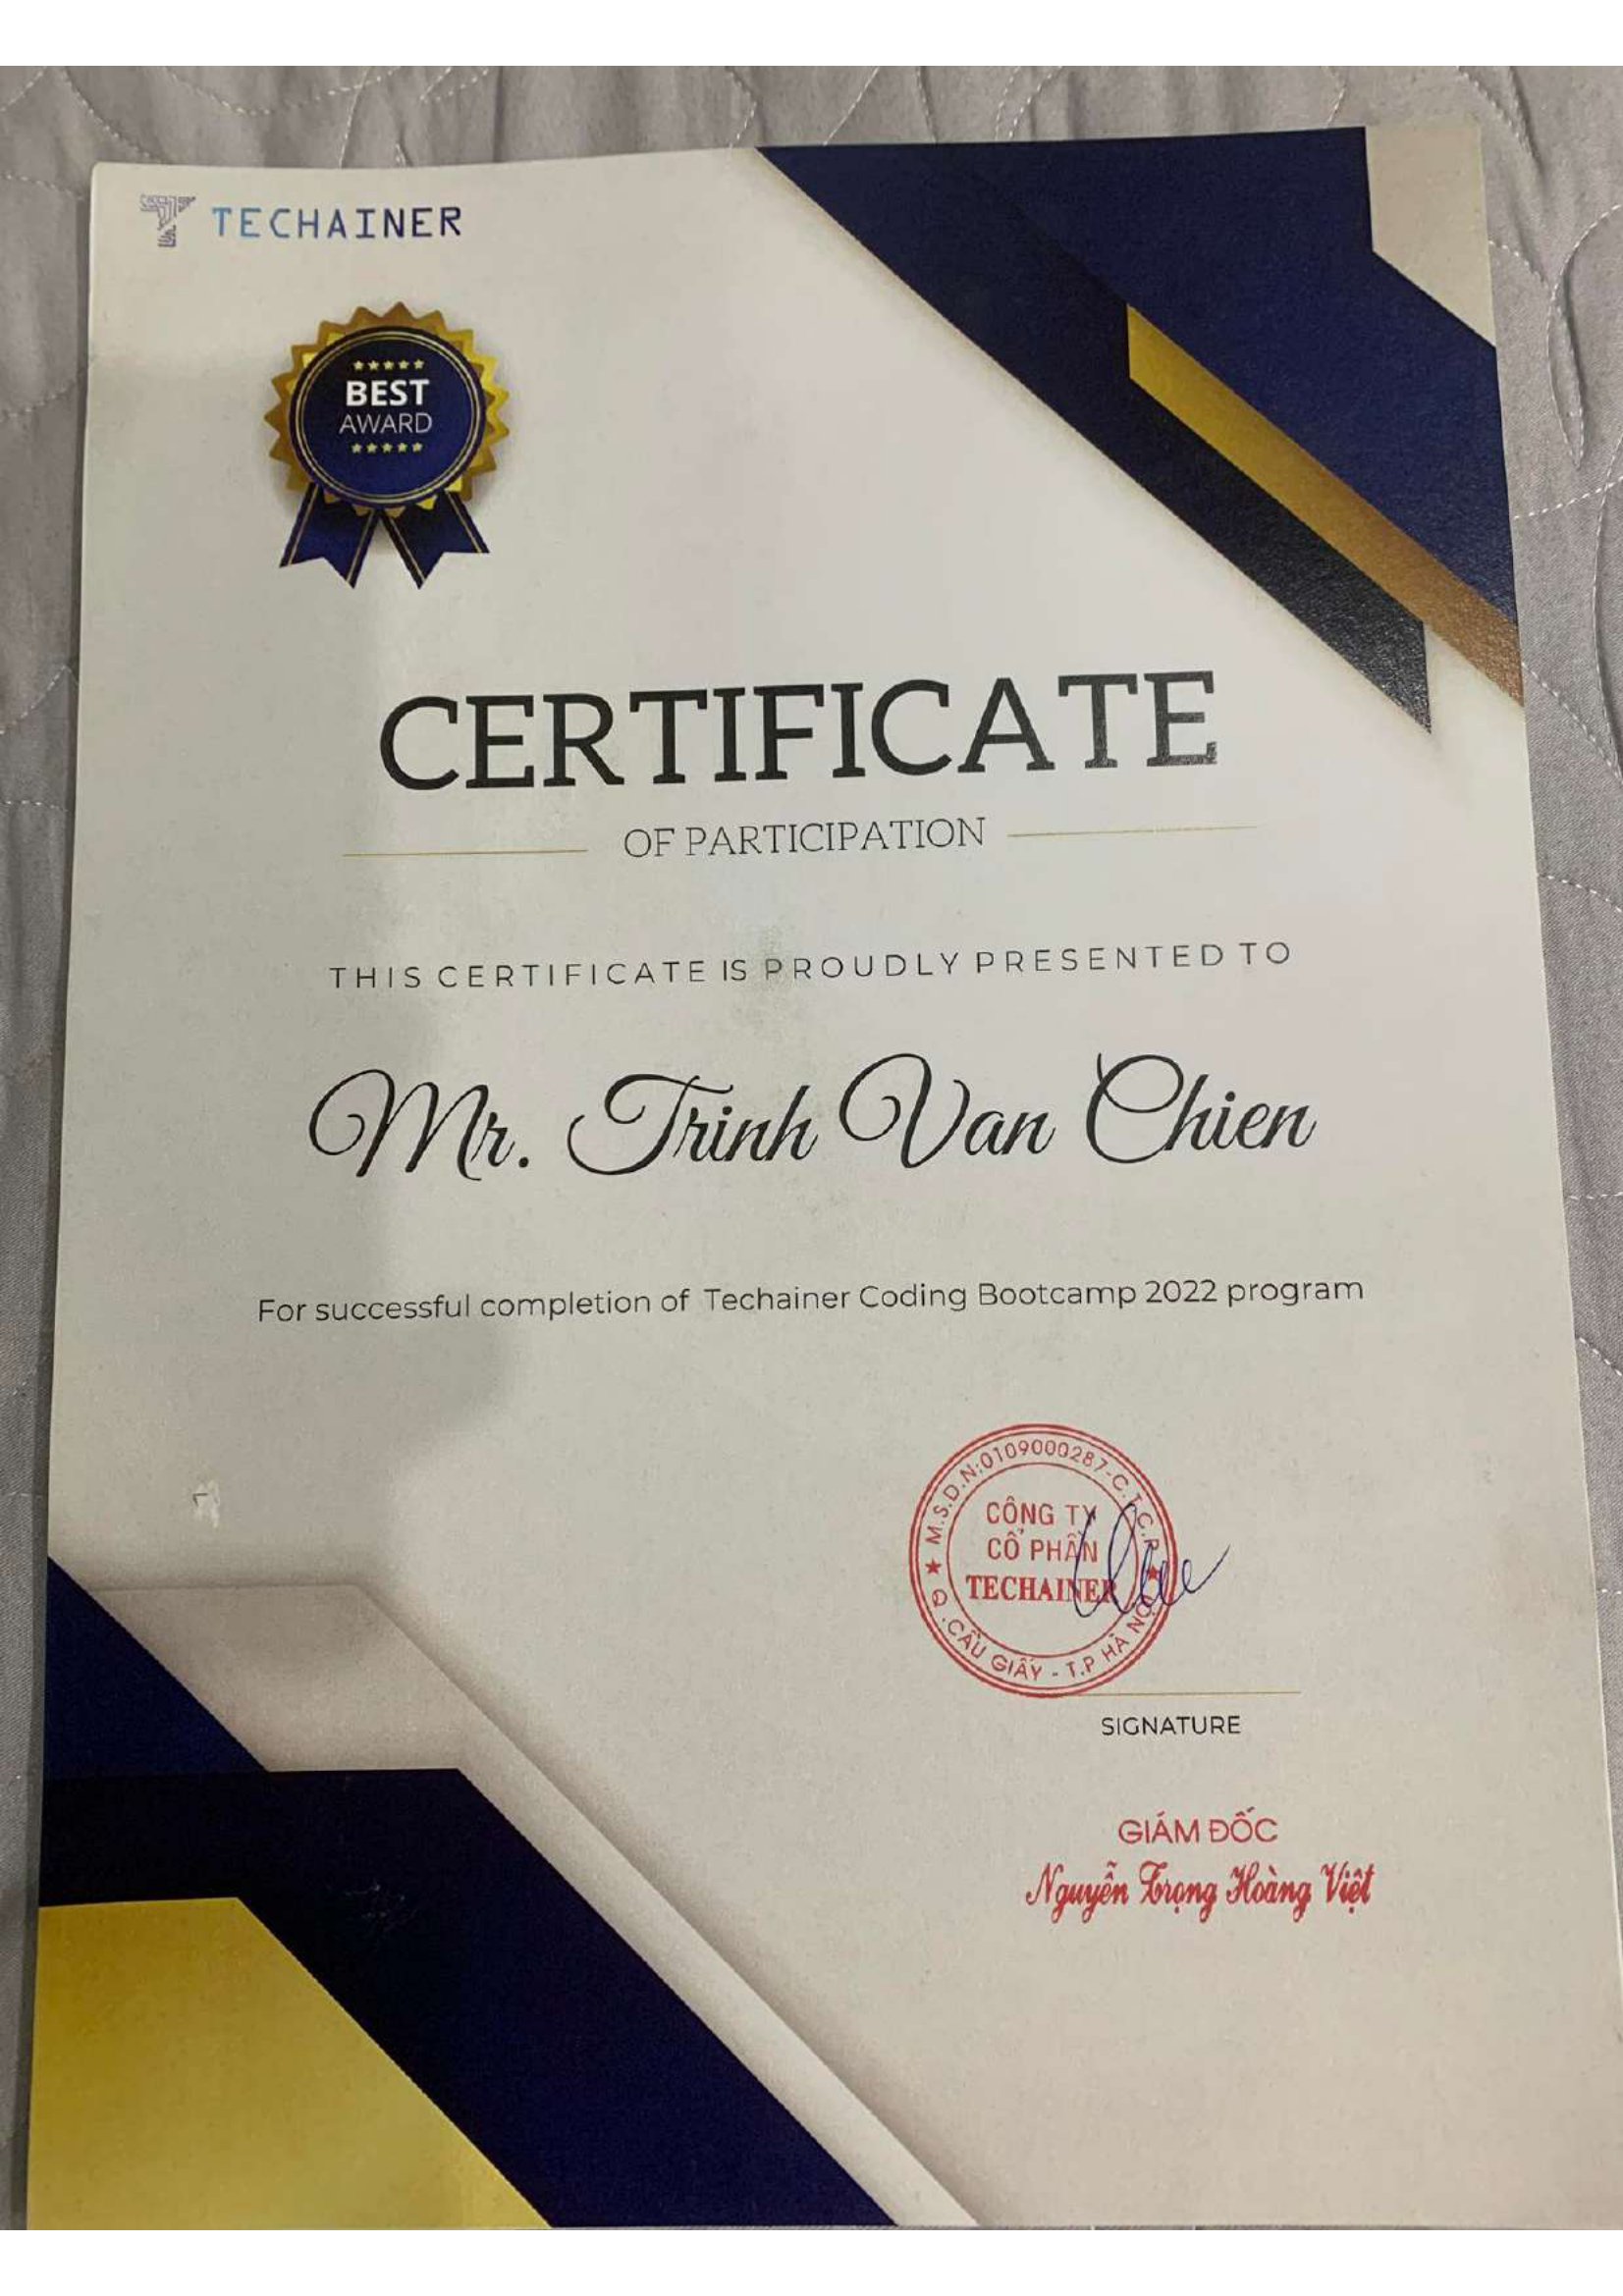 TECHAINER
BEST
AWARD
CERTIFICATE
OF PARTICIPATION
THIS CERTIFICATE IS PROUDLY PRESENTED TO
Mr. Trinh Van Chien
For successful completion of Techainer Coding Bootcamp 2022 program
M.S.D.N:0109000287-C.T.C.P
CÔNG TY
CỔ PHẦN
TECHAINER
Q.CẦU GIẤY - T.P HÀ NỘI
SIGNATURE
GIÁM ĐỐC
Nguyễn Trọng Hoàng Việt